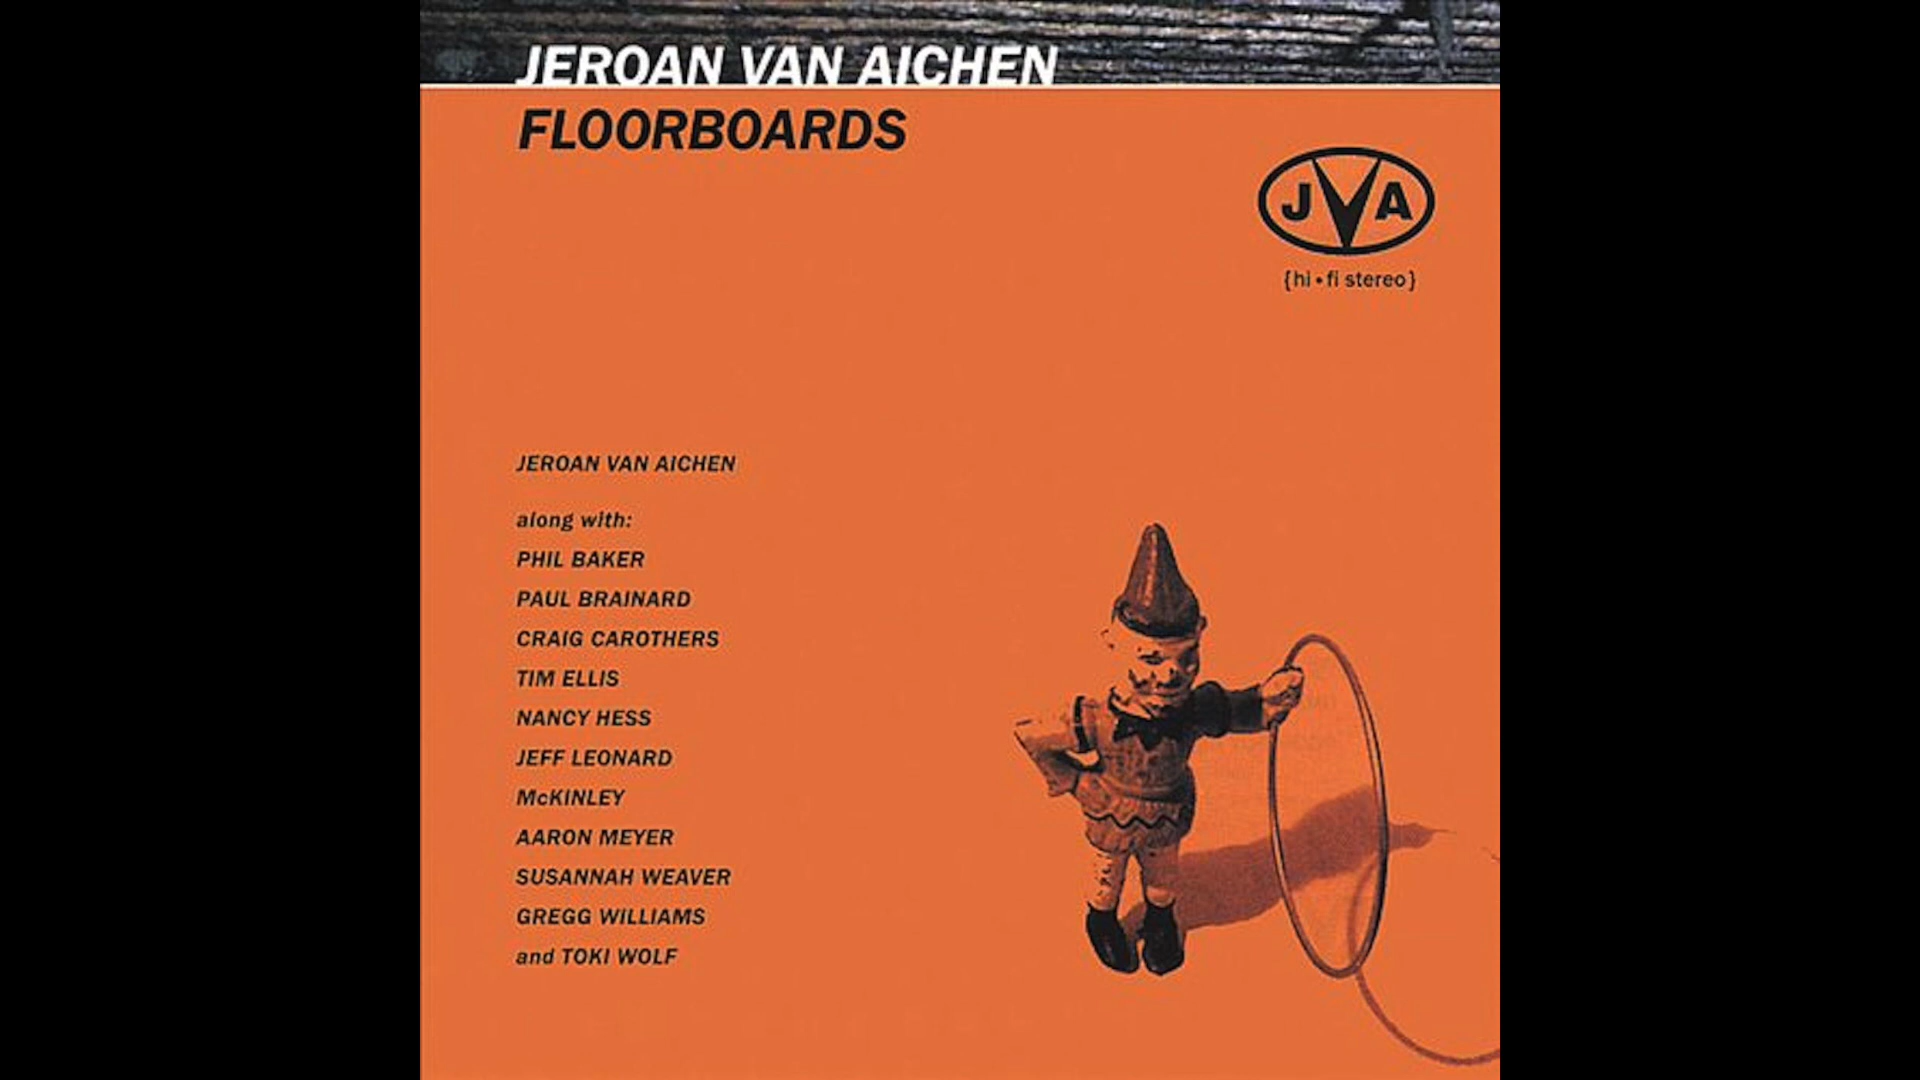 JEROAN VAN AICHEN
FLOORBOARDS
JVA
{hi•fi stereo}
JEROAN VAN AICHEN
along with:
PHIL BAKER
PAUL BRAINARD
CRAIG CAROTHERS
TIM ELLIS
NANCY HESS
JEFF LEONARD
McKINLEY
AARON MEYER
SUSANNAH WEAVER
GREGG WILLIAMS
and TOKI WOLF